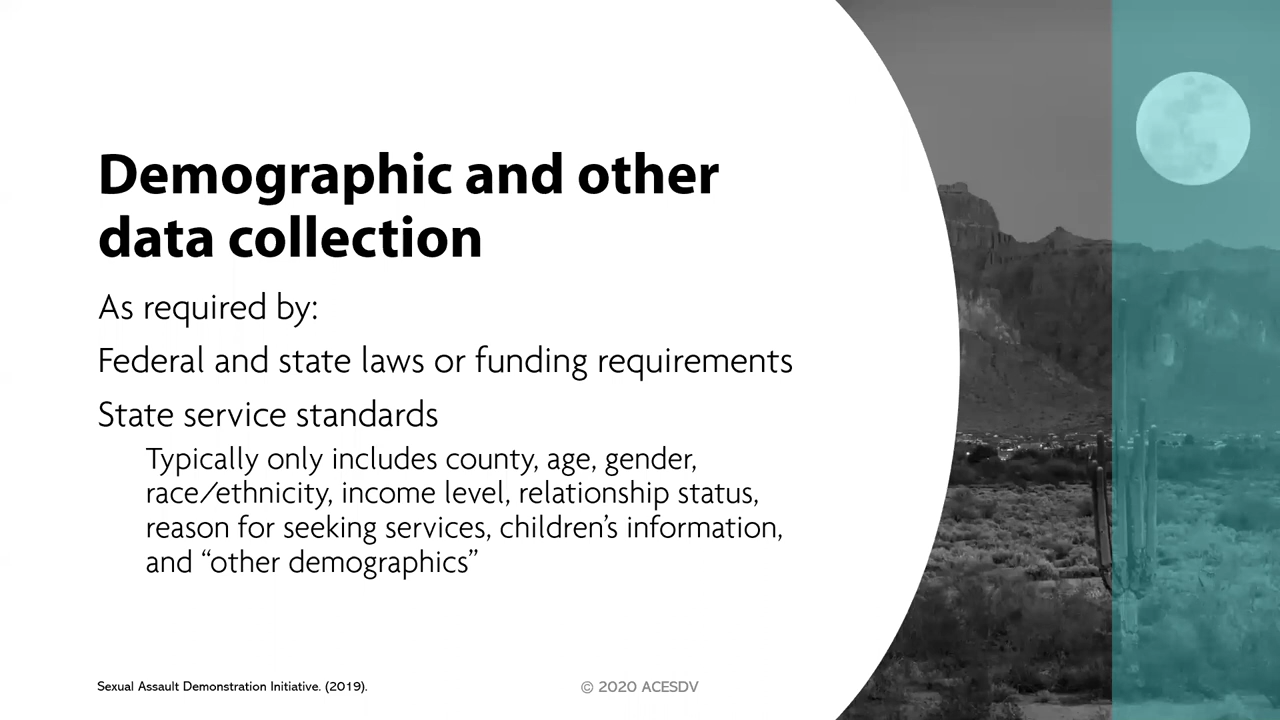 Demographic and other
data collection
As required by:
Federal and state laws or funding requirements
State service standards
Typically only includes county, age, gender,
race/ethnicity, income level, relationship status,
reason for seeking services, children’s information,
and “other demographics”
Sexual Assault Demonstration Initiative. (2019).
© 2020 ACESDV